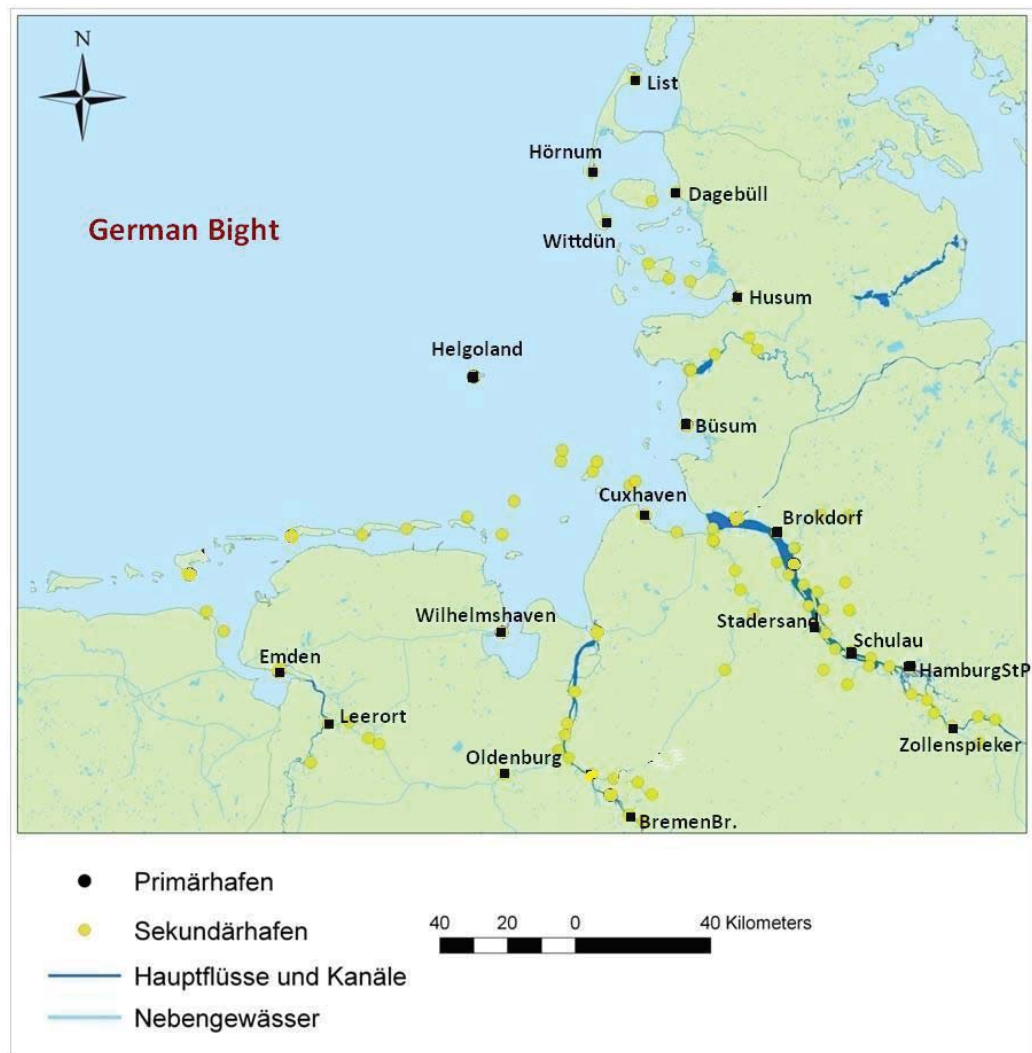 N
List
Hörnum
Dagebüll
German Bight
Wittdün
Husum
Helgoland
Büsum
Cuxhaven
Brokdorf
Wilhelmshaven
Stadersand
Schulau
Emden
HamburgStP
Leerort
Zollenspieker
Oldenburg
BremenBr.
Primärhafen
Sekundärhafen
Hauptflüsse und Kanäle
Nebengewässer
40 20 0 40 Kilometers